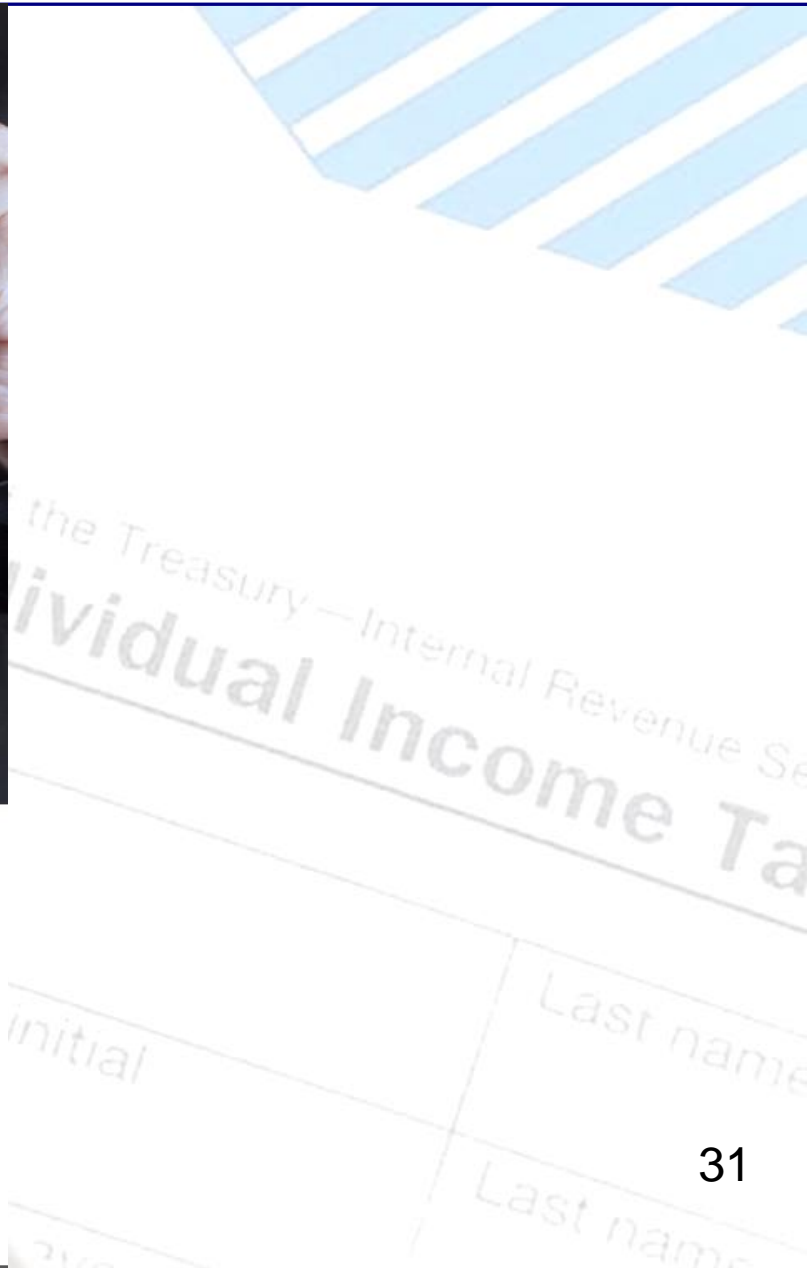 the Treasury—Internal Revenue Se
ividual Income Ta
Last name
initial
31
Last name